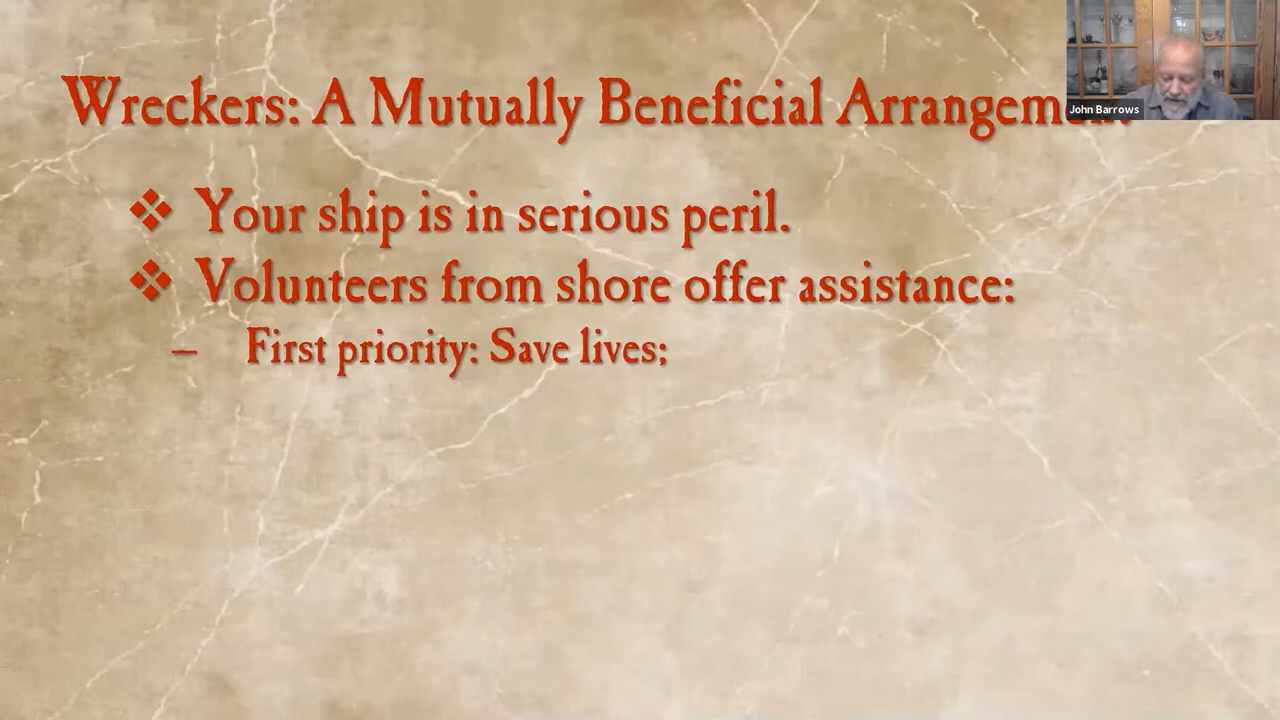 Wreckers: A Mutually Beneficial Arrangement
John Barrows
❖ Your ship is in serious peril.
❖ Volunteers from shore offer assistance:
– First priority: Save lives;